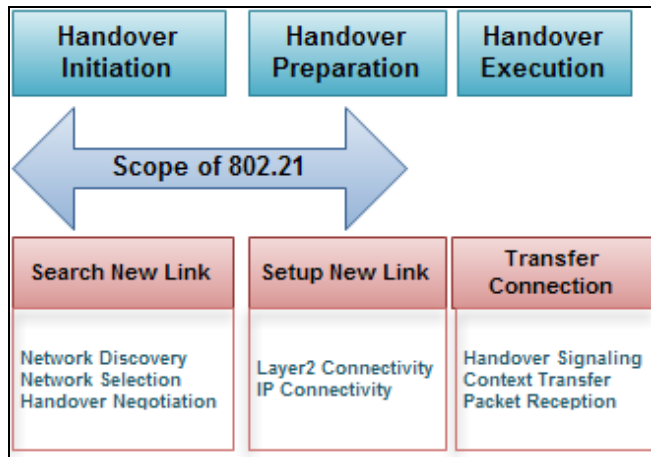 Handover
Initiation
Handover
Preparation
Handover
Execution
Scope of 802.21
Search New Link
Setup New Link
Transfer
Connection
Network Discovery
Network Selection
Handover Negotiation
Layer2 Connectivity
IP Connectivity
Handover Signaling
Context Transfer
Packet Reception